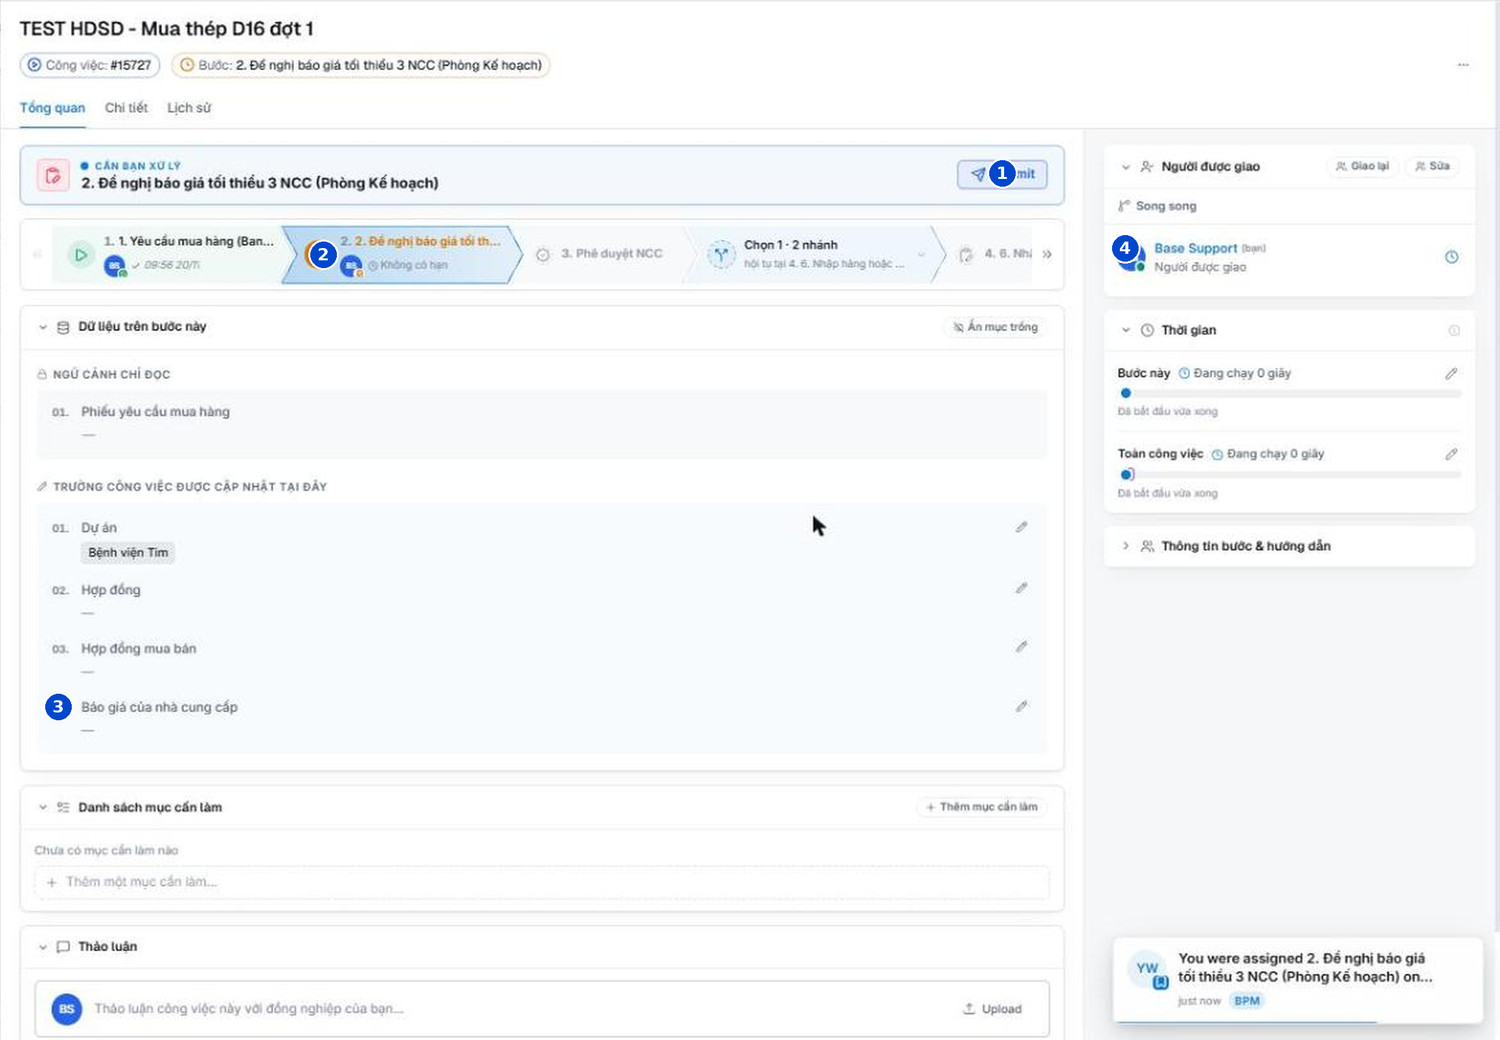 TEST HDSD - Mua thép D16 đợt 1
Công việc: #15727
Bước: 2. Đề nghị báo giá tối thiểu 3 NCC (Phòng Kế hoạch)
Tổng quan
Chi tiết
Lịch sử
CẦN BẠN XỬ LÝ
2. Đề nghị báo giá tối thiểu 3 NCC (Phòng Kế hoạch)
1
mit
1. 1. Yêu cầu mua hàng (Ban...
09:56 20/7
2
2. 2. Đề nghị báo giá tối th...
BS
Không có hạn
3. Phê duyệt NCC
Chọn 1 · 2 nhánh
hội tụ tại 4. 6. Nhập hàng hoặc ...
4. 6. Nhậ
Dữ liệu trên bước này
Ẩn mục trống
NGỮ CẢNH CHỈ ĐỌC
01. Phiếu yêu cầu mua hàng
—
TRƯỜNG CÔNG VIỆC ĐƯỢC CẬP NHẬT TẠI ĐÂY
01. Dự án
Bệnh viện Tim
02. Hợp đồng
—
03. Hợp đồng mua bán
—
3 Báo giá của nhà cung cấp
—
Danh sách mục cần làm
+ Thêm mục cần làm
Chưa có mục cần làm nào
+ Thêm một mục cần làm...
Thảo luận
BS
Thảo luận công việc này với đồng nghiệp của bạn...
Upload
Người được giao
Giao lại
Sửa
Song song
4
Base Support (bạn)
Người được giao
Thời gian
Bước này Đang chạy 0 giây
Đã bắt đầu vừa xong
Toàn công việc Đang chạy 0 giây
Đã bắt đầu vừa xong
Thông tin bước & hướng dẫn
YW
You were assigned 2. Đề nghị báo giá
tối thiểu 3 NCC (Phòng Kế hoạch) on...
just now BPM